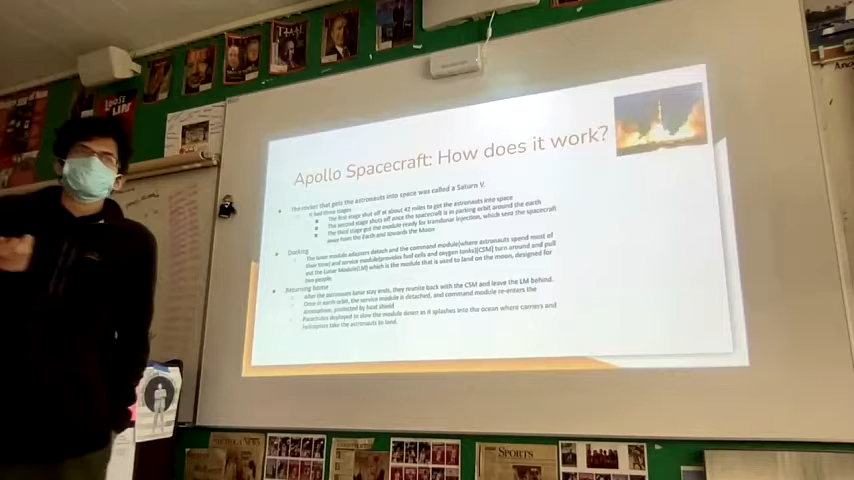 Apollo Spacecraft: How does it work?
The rocket that gets the astronauts into space was called a Saturn V.
It had three stages
The first stage shut off at about 42 miles to get the astronauts into space
The second stage shuts off once the spacecraft is in parking orbit around the earth
The third stage got the module ready for translunar injection, which sent the spacecraft
away from the Earth and towards the Moon
Docking
The lunar module adaptors detach and the command module(where astronauts spend most of
their time) and service module(provides fuel cells and oxygen tanks)(CSM) turn around and pull
out the Lunar Module(LM) which is the module that is used to land on the moon, designed for
two people.
Returning home
After the astronauts lunar stay ends, they reunite back with the CSM and leave the LM behind.
Once in earth orbit, the service module is detached, and command module re-enters the
atmosphere, protected by heat shield
Parachutes deployed to slow the module down as it splashes into the ocean where carriers and
helicopters take the astronauts to land.
SPORTS